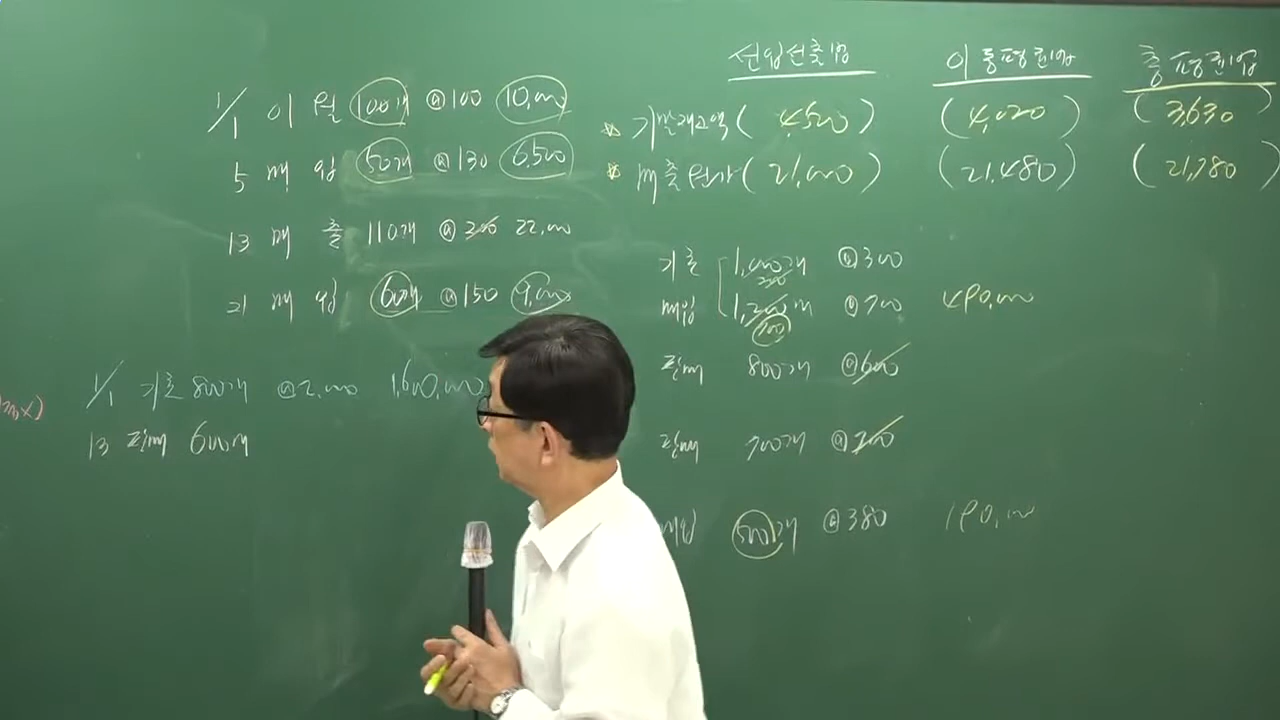 선입선출법 이동평균법 총평균법
1/1 이월 100개 @100 10,000
5 매입 50개 @130 6,500
13 매출 110개 @200 22,000
21 매입 60개 @150 9,000
기말재고액 ( 4,500 ) ( 4,020 ) ( 3,630 )
매출원가 ( 21,000 ) ( 21,480 ) ( 21,780 )
1/1 기초 800개 @2,000 1,600,000
13 판매 600개
기초 1,000개 @300
매입 1,200개 @700 490,000
100
판매 800개 @600
판매 700개 @200
매입 500개 @380 190,000